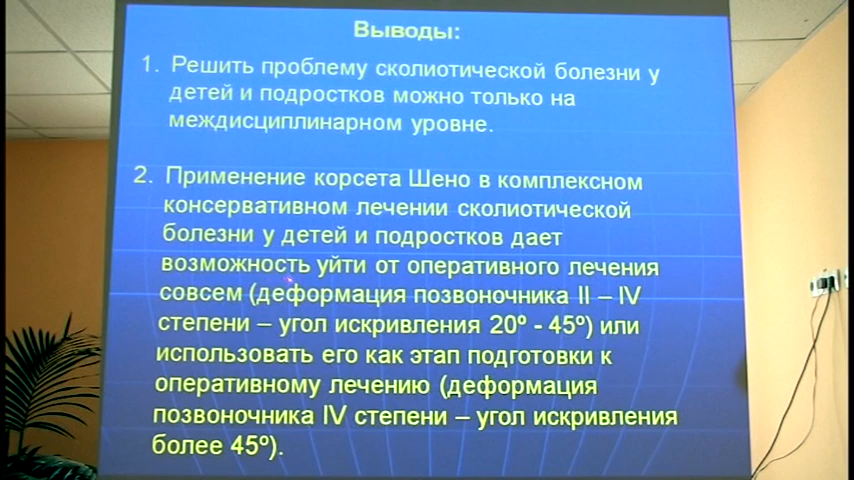 Выводы:
1. Решить проблему сколиотической болезни у
детей и подростков можно только на
междисциплинарном уровне.
2. Применение корсета Шено в комплексном
консервативном лечении сколиотической
болезни у детей и подростков дает
возможность уйти от оперативного лечения
совсем (деформация позвоночника II – IV
степени – угол искривления 20º - 45º) или
использовать его как этап подготовки к
оперативному лечению (деформация
позвоночника IV степени – угол искривления
более 45º).